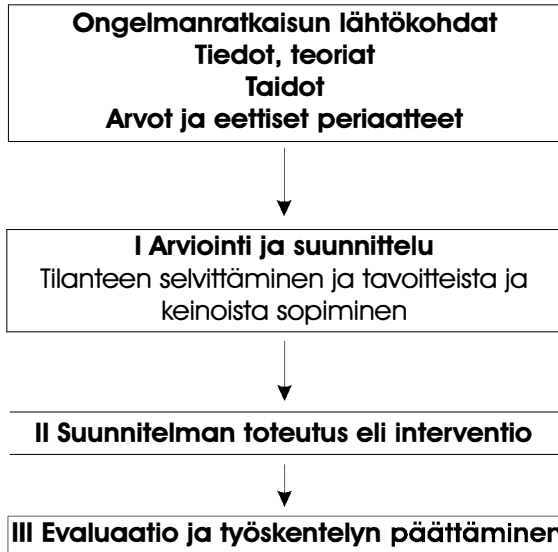 Ongelmanratkaisun lähtökohdat
Tiedot, teoriat
Taidot
Arvot ja eettiset periaatteet
I Arviointi ja suunnittelu
Tilanteen selvittäminen ja tavoitteista ja
keinoista sopiminen
II Suunnitelman toteutus eli interventio
III Evaluaatio ja työskentelyn päättäminen